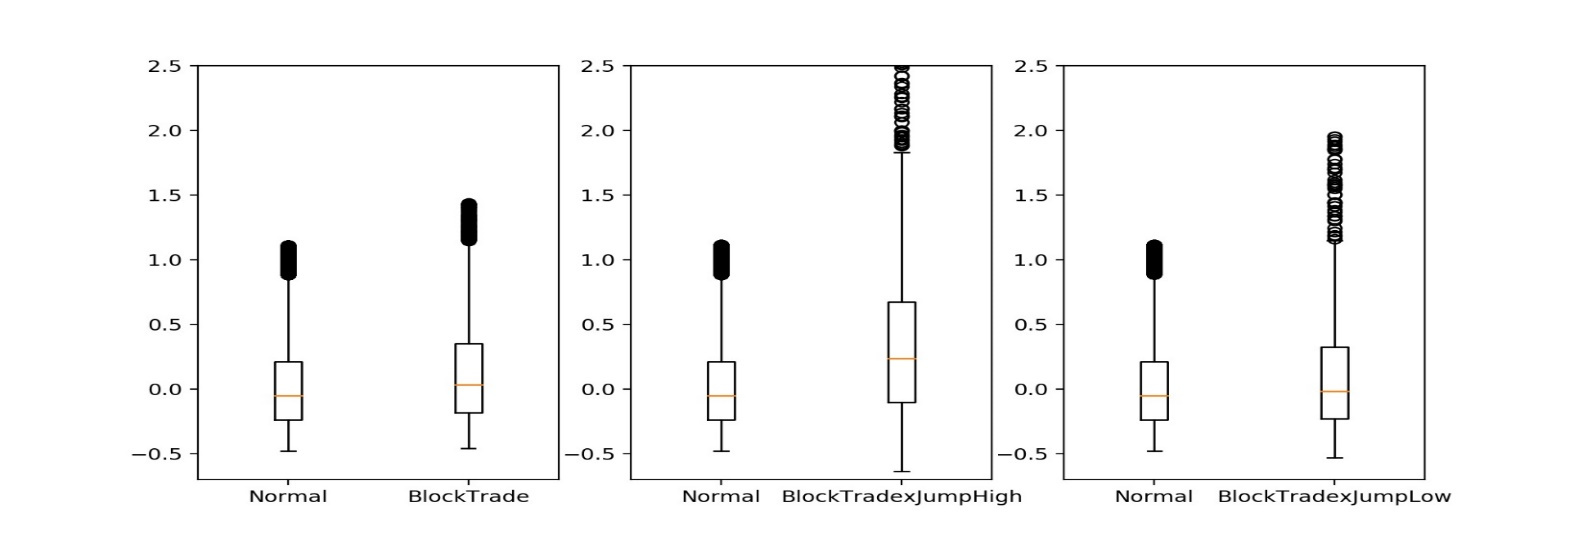 2.5 2.5 2.5
2.0 2.0 2.0
1.5 1.5 1.5
1.0 1.0 1.0
0.5 0.5 0.5
0.0 0.0 0.0
−0.5 −0.5 −0.5
Normal BlockTrade Normal BlockTradexJumpHigh Normal BlockTradexJumpLow